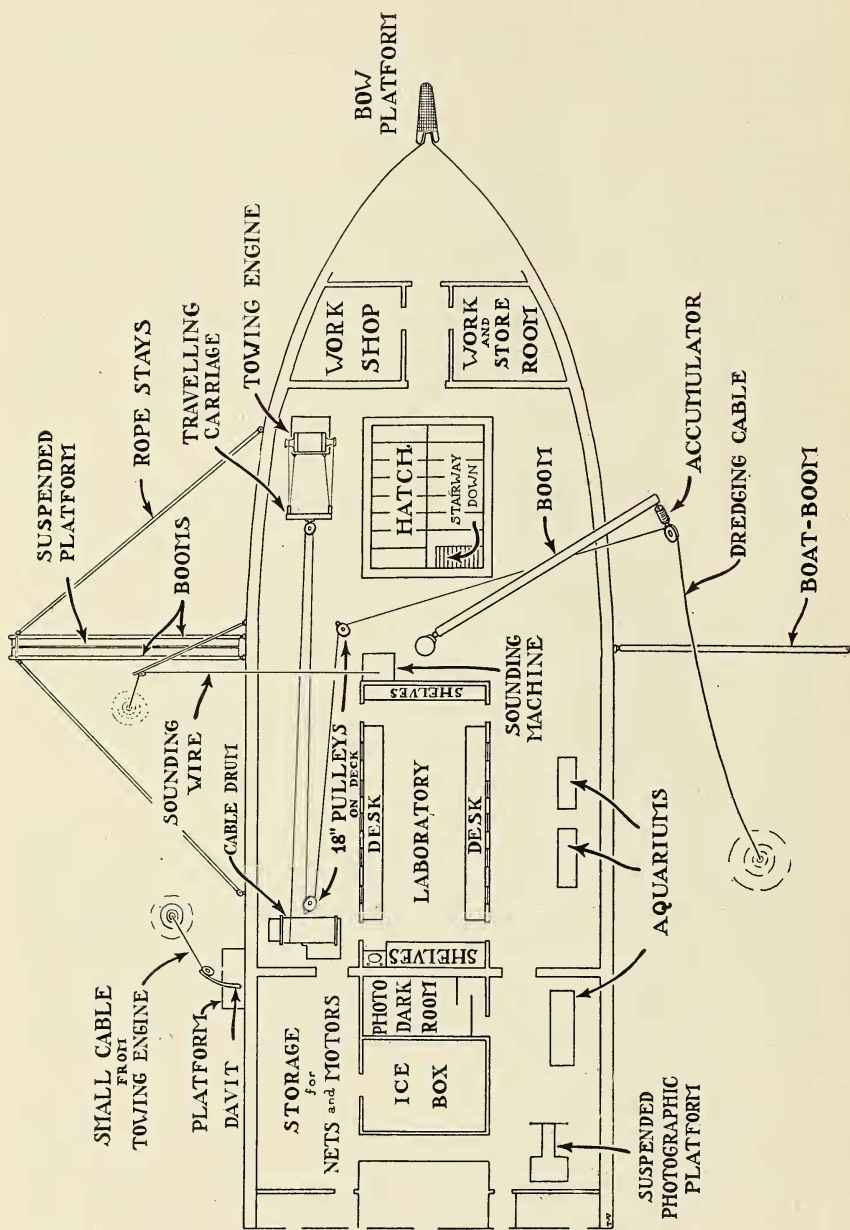 BOW
PLATFORM
TOWING ENGINE
TRAVELLING
CARRIAGE
ROPE STAYS
SUSPENDED
PLATFORM
BOOMS
WORK
SHOP
WORK
AND
STORE
ROOM
HATCH
STAIRWAY
DOWN
BOOM
ACCUMULATOR
DREDGING CABLE
BOAT-BOOM
SOUNDING
WIRE
CABLE DRUM
18" PULLEYS
ON DECK
SHELVES
SOUNDING
MACHINE
DESK
LABORATORY
DESK
AQUARIUMS
SHELVES
SMALL CABLE
FROM
TOWING ENGINE
PLATFORM
DAVIT
STORAGE
for
NETS and MOTORS
PHOTO
DARK
ROOM
ICE
BOX
SUSPENDED
PHOTOGRAPHIC
PLATFORM